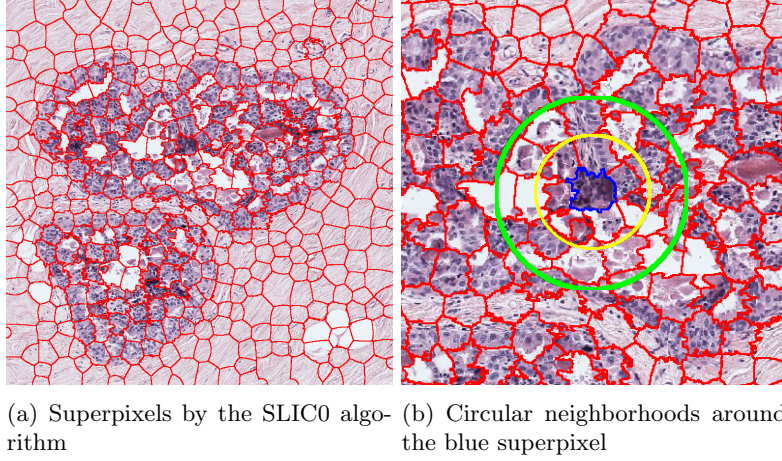 (a) Superpixels by the SLIC0 algo-
rithm
(b) Circular neighborhoods around
the blue superpixel